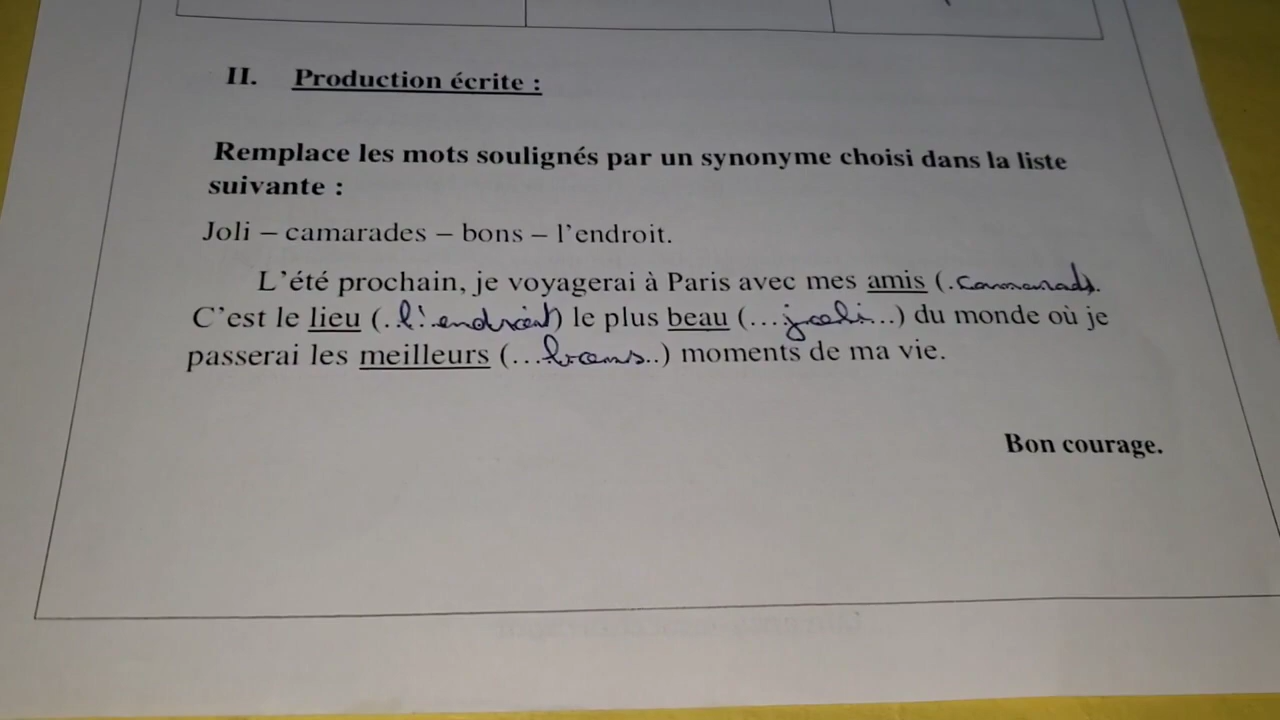 II. Production écrite :
Remplace les mots soulignés par un synonyme choisi dans la liste
suivante :
Joli – camarades – bons – l'endroit.
L'été prochain, je voyagerai à Paris avec mes amis (.camarads.
C'est le lieu (.l'endroit) le plus beau (...joli...) du monde où je
passerai les meilleurs (...bons..) moments de ma vie.
Bon courage.